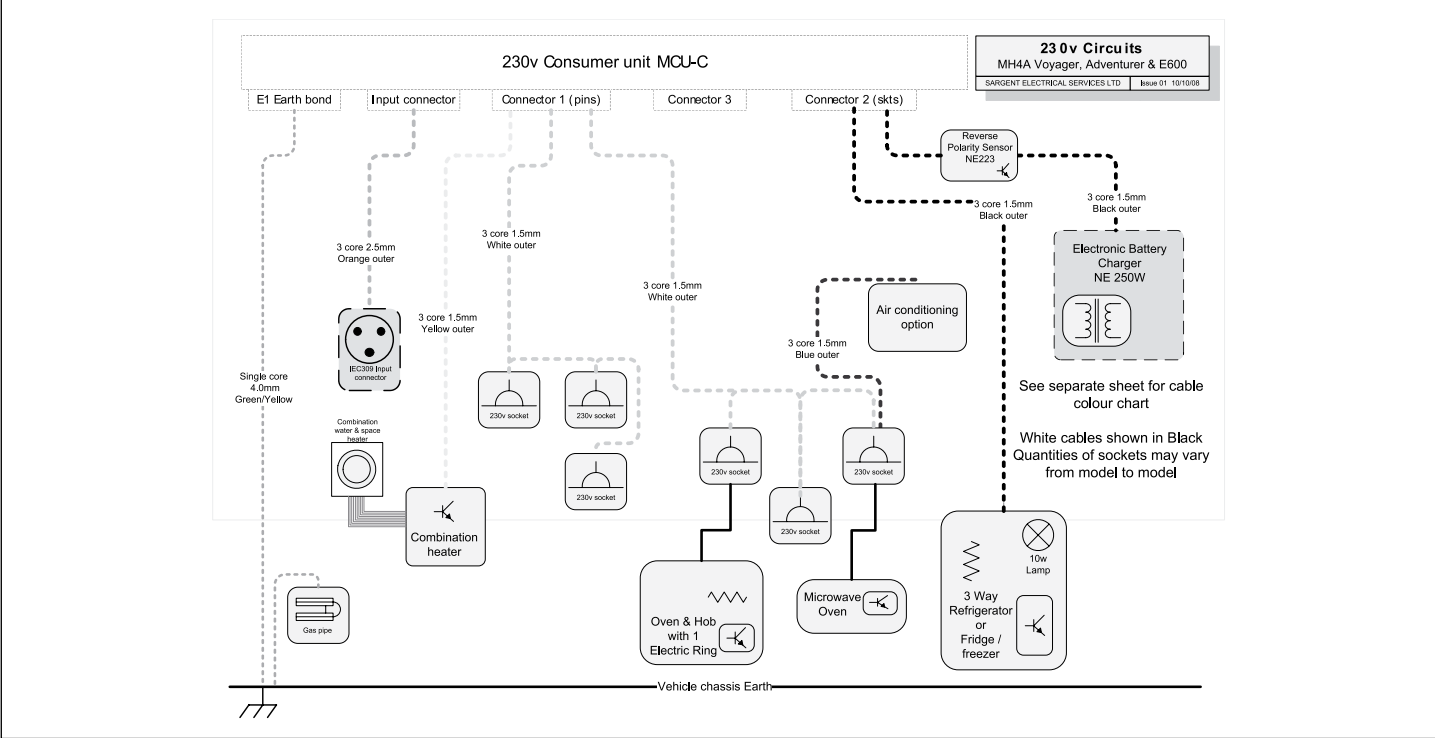 230v Consumer unit MCU-C
230v Circuits
MH4A Voyager, Adventurer & E600
SARGENT ELECTRICAL SERVICES LTD
Issue 01 10/10/08
E1 Earth bond
Input connector
Connector 1 (pins)
Connector 3
Connector 2 (skts)
Reverse
Polarity Sensor
NE223
3 core 1.5mm
Black outer
3 core 1.5mm
Black outer
3 core 1.5mm
White outer
3 core 2.5mm
Orange outer
Electronic Battery
Charger
NE 250W
3 core 1.5mm
White outer
3 core 1.5mm
Yellow outer
Air conditioning
option
3 core 1.5mm
Blue outer
IEC309 Input
connector
Single core
4.0mm
Green/Yellow
See separate sheet for cable
colour chart
230v socket
230v socket
Combination
water & space
heater
White cables shown in Black
Quantities of sockets may vary
from model to model
230v socket
230v socket
230v socket
230v socket
Combination
heater
10w
Lamp
3 Way
Refrigerator
or
Fridge /
freezer
Microwave
Oven
Oven & Hob
with 1
Electric Ring
Gas pipe
Vehicle chassis Earth